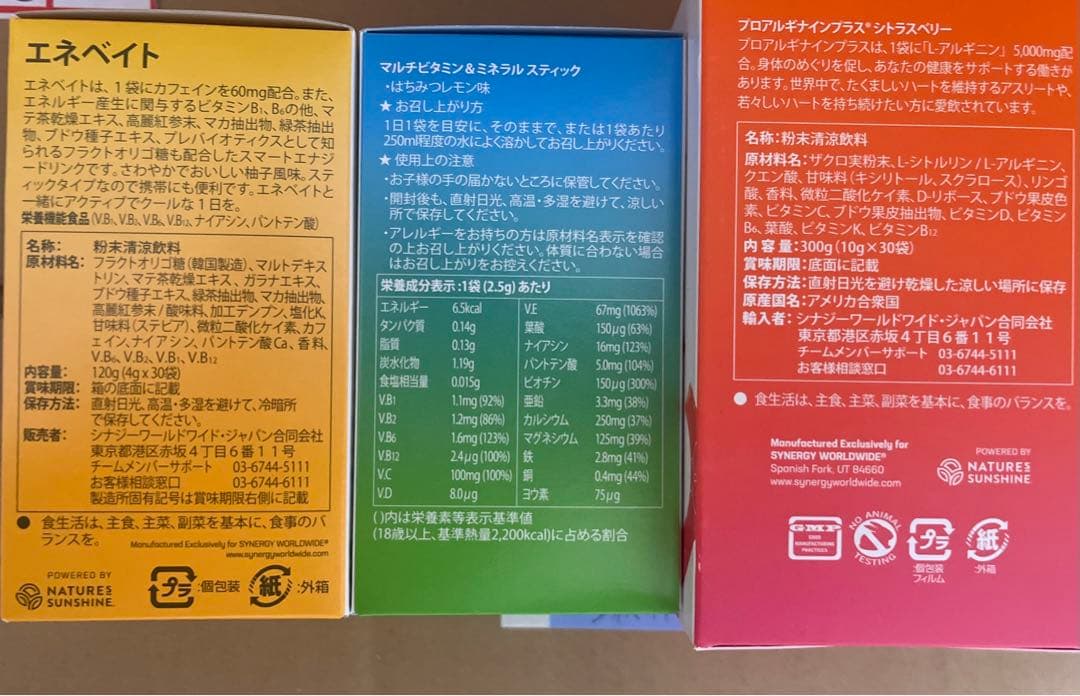 エネベイト
エネベイトは、1袋にカフェインを60mg配合。また、
エネルギー産生に関与するビタミンB₁、B₆の他、マ
テ茶乾燥エキス、高麗紅参末、マカ抽出物、緑茶抽出
物、ブドウ種子エキス、プレバイオティクスとして知
られるフラクトオリゴ糖も配合したスマートエナジ
ードリンクです。さわやかでおいしい柚子風味。ステ
ィックタイプなので携帯にも便利です。エネベイトと
一緒にアクティブでクールな1日を。
栄養機能食品(V.B₁、V.B₂、V.B₆、V.B₁₂、ナイアシン、パントテン酸)
名称: 粉末清涼飲料
原材料名: フラクトオリゴ糖(韓国製造)、マルトデキス
トリン、マテ茶乾燥エキス、ガラナエキス、
ブドウ種子エキス、緑茶抽出物、マカ抽出物、
高麗紅参末/酸味料、加工デンプン、塩化K、
甘味料(ステビア)、微粒二酸化ケイ素、カフ
ェイン、ナイアシン、パントテン酸Ca、香料、
V.B₆、V.B₂、V.B₁、V.B₁₂
内容量: 120g(4g×30袋)
賞味期限: 箱の底面に記載
保存方法: 直射日光、高温・多湿を避けて、冷暗所
で保存してください。
販売者: シナジーワールドワイド・ジャパン合同会社
東京都港区赤坂4丁目6番11号
チームメンバーサポート 03-6744-5111
お客様相談窓口 03-6744-6111
製造所固有記号は賞味期限右側に記載
● 食生活は、主食、主菜、副菜を基本に、食事のバ
ランスを。
Manufactured Exclusively for SYNERGY WORLDWIDE®
www.synergyworldwide.com
POWERED BY
NATURE'S
SUNSHINE
プラ :個包装 紙 :外箱
マルチビタミン&ミネラル スティック
・はちみつレモン味
★お召し上がり方
1日1袋を目安に、そのままで、または1袋あたり
250ml程度の水によく溶かしてお召し上がりください。
★使用上の注意
・お子様の手の届かないところに保管してください。
・開封後も、直射日光、高温・多湿を避けて、涼しい
所で保存してください。
・アレルギーをお持ちの方は原材料名表示を確認
の上お召し上がりください。体質に合わない場合
はお召し上がりをお控えください。
栄養成分表示:1袋(2.5g)あたり
エネルギー 6.5kcal V.E 67mg(1063%)
タンパク質 0.14g 葉酸 150μg(63%)
脂質 0.13g ナイアシン 16mg(123%)
炭水化物 1.19g パントテン酸 5.0mg(104%)
食塩相当量 0.015g ビオチン 150μg(300%)
V.B1 1.1mg(92%) 亜鉛 3.3mg(38%)
V.B2 1.2mg(86%) カルシウム 250mg(37%)
V.B6 1.6mg(123%) マグネシウム 125mg(39%)
V.B12 2.4μg(100%) 鉄 2.8mg(41%)
V.C 100mg(100%) 銅 0.4mg(44%)
V.D 8.0μg ヨウ素 75μg
( )内は栄養素等表示基準値
(18歳以上、基準熱量2,200kcal)に占める割合
プロアルギナインプラス® シトラスベリー
プロアルギナインプラスは、1袋に「L-アルギニン」 5,000mg配
合。身体のめぐりを促し、あなたの健康をサポートする働きが
あります。世界中で、たくましいハートを維持するアスリートや、
若々しいハートを持ち続けたい方に愛飲されています。
名称:粉末清涼飲料
原材料名:ザクロ実粉末、L-シトルリン/L-アルギニン、
クエン酸、甘味料(キシリトール、スクラロース)、リンゴ
酸、香料、微粒二酸化ケイ素、D-リボース、ブドウ果皮色
素、ビタミンC、ブドウ果皮抽出物、ビタミンD、ビタミン
B₆、葉酸、ビタミンK、ビタミンB₁₂
内容量:300g(10g×30袋)
賞味期限:底面に記載
保存方法:直射日光を避け乾燥した涼しい場所に保存
原産国名:アメリカ合衆国
輸入者:シナジーワールドワイド・ジャパン合同会社
東京都港区赤坂4丁目6番11号
チームメンバーサポート 03-6744-5111
お客様相談窓口 03-6744-6111
● 食生活は、主食、主菜、副菜を基本に、食事のバランスを。
Manufactured Exclusively for
SYNERGY WORLDWIDE®
Spanish Fork, UT 84660
www.synergyworldwide.com
POWERED BY
NATURE'S
SUNSHINE
GMP
GOOD
MANUFACTURING
PRACTICES
NO ANIMAL
TESTING
プラ
:個包装
フィルム
紙
:外箱